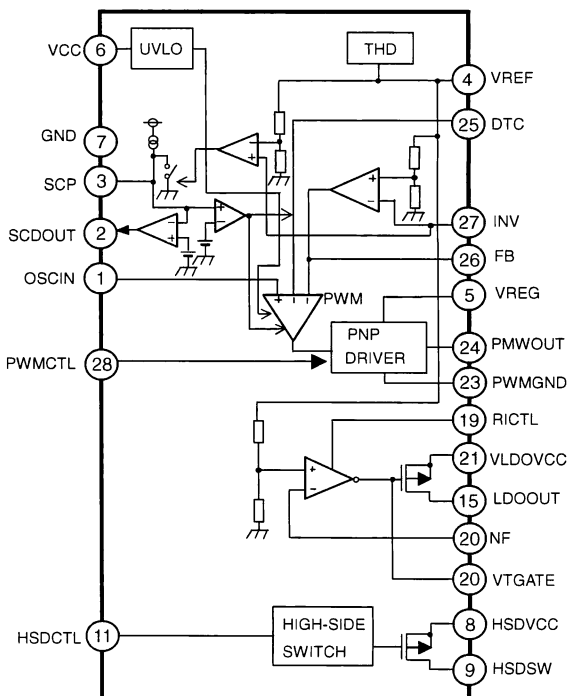 VCC 6 UVLO THD
4 VREF
GND 7 25 DTC
SCP 3
SCDOUT 2 27 INV
26 FB
OSCIN 1 PWM 5 VREG
PNP
DRIVER
24 PMWOUT
PWMCTL 28 23 PWMGND
19 RICTL
21 VLDOVCC
15 LDOOUT
20 NF
20 VTGATE
HSDCTL 11 HIGH-SIDE
SWITCH
8 HSDVCC
9 HSDSW
+ -